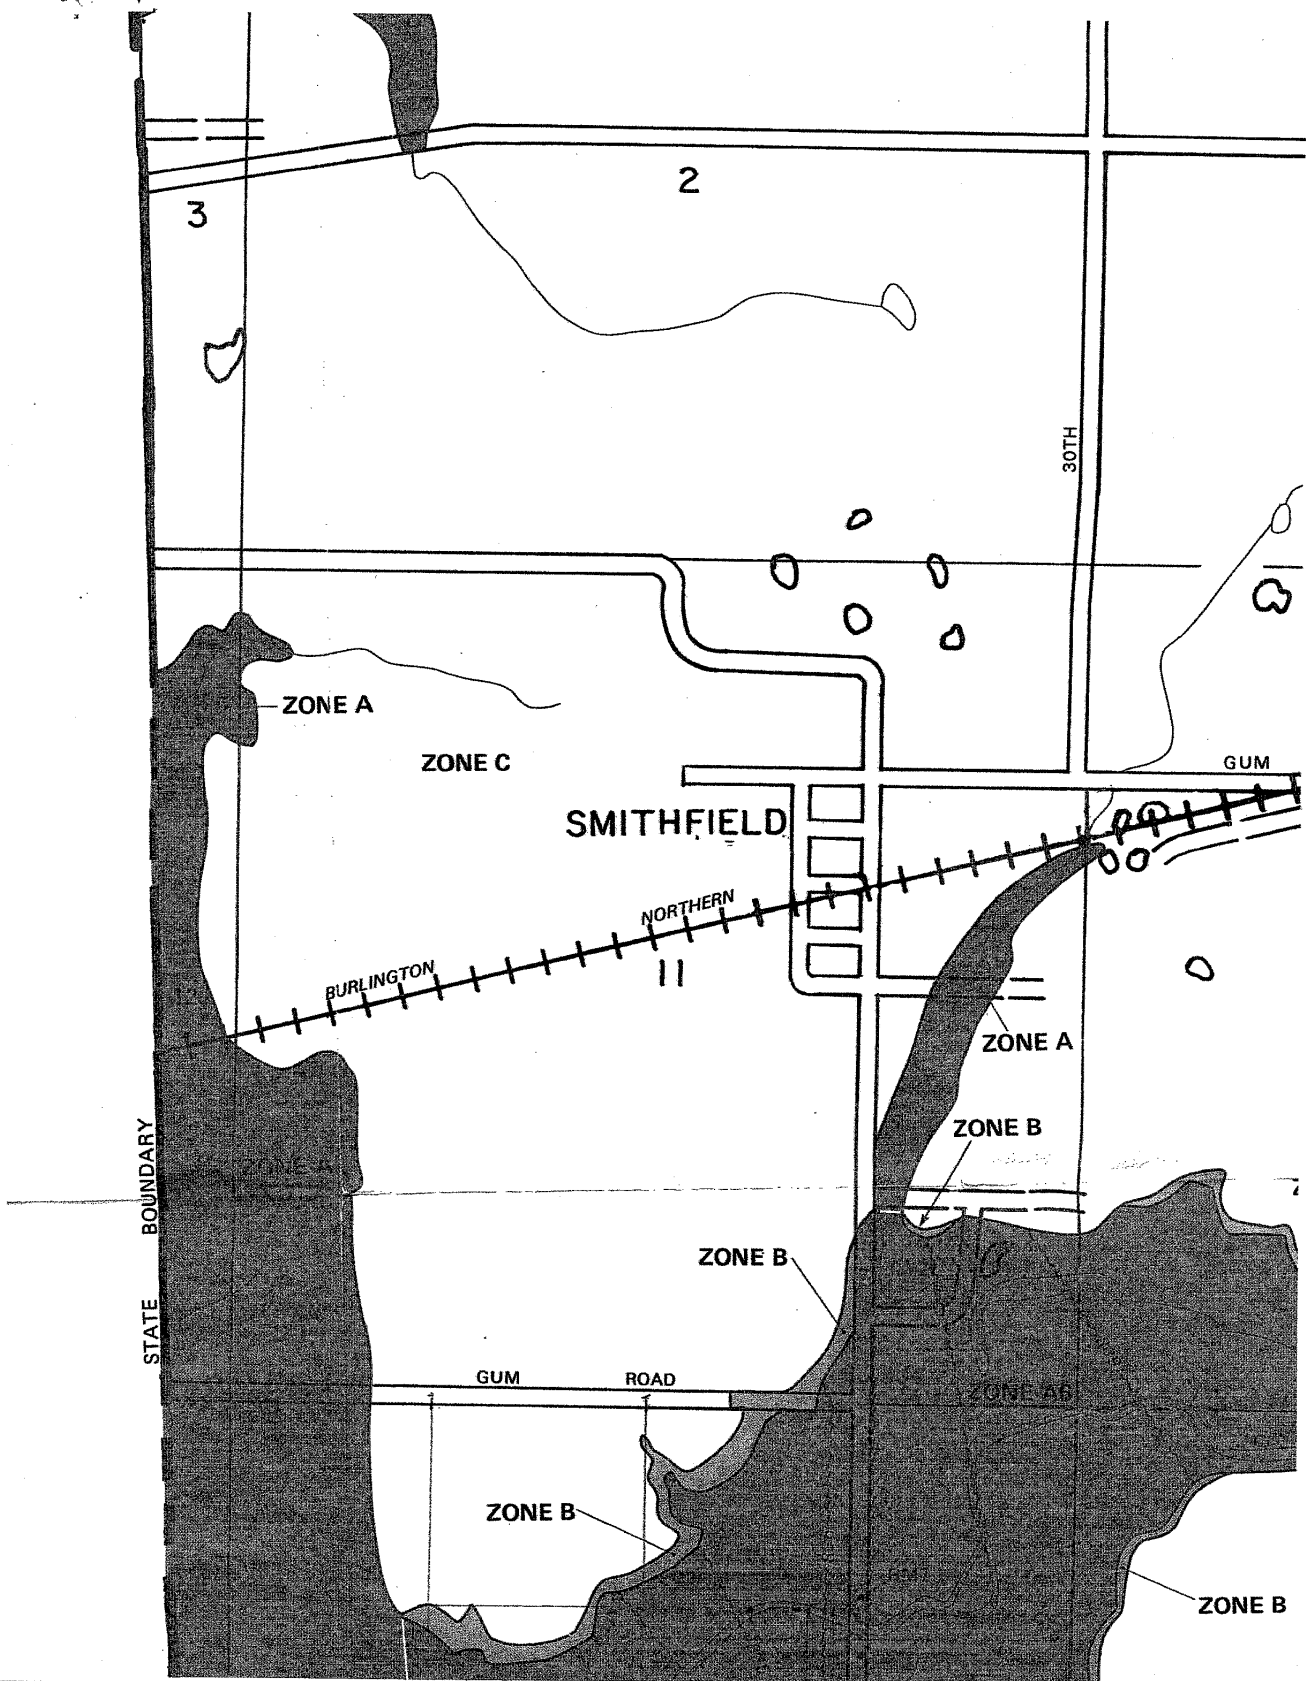 2
3
30TH
ZONE A
ZONE C
GUM
SMITHFIELD
NORTHERN
BURLINGTON
11
ZONE A
ZONE B
STATE BOUNDARY
ZONE A
ZONE B
GUM ROAD
ZONE A6
ZONE B
ZONE B